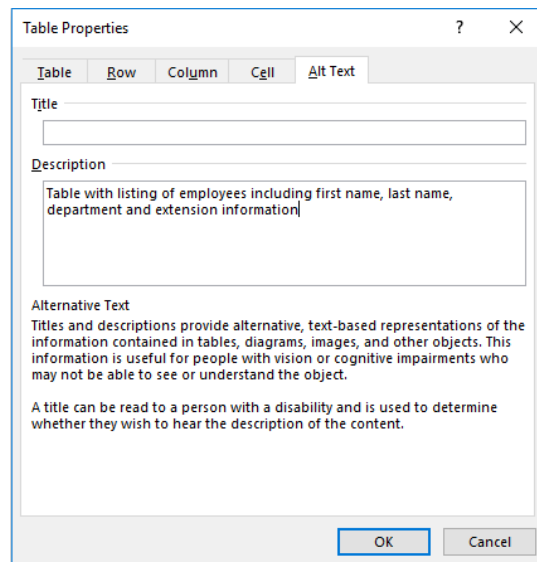 Table Properties ? X
Table Row Column Cell Alt Text
Title
Description
Table with listing of employees including first name, last name,
department and extension information
Alternative Text
Titles and descriptions provide alternative, text-based representations of the
information contained in tables, diagrams, images, and other objects. This
information is useful for people with vision or cognitive impairments who
may not be able to see or understand the object.
A title can be read to a person with a disability and is used to determine
whether they wish to hear the description of the content.
OK Cancel